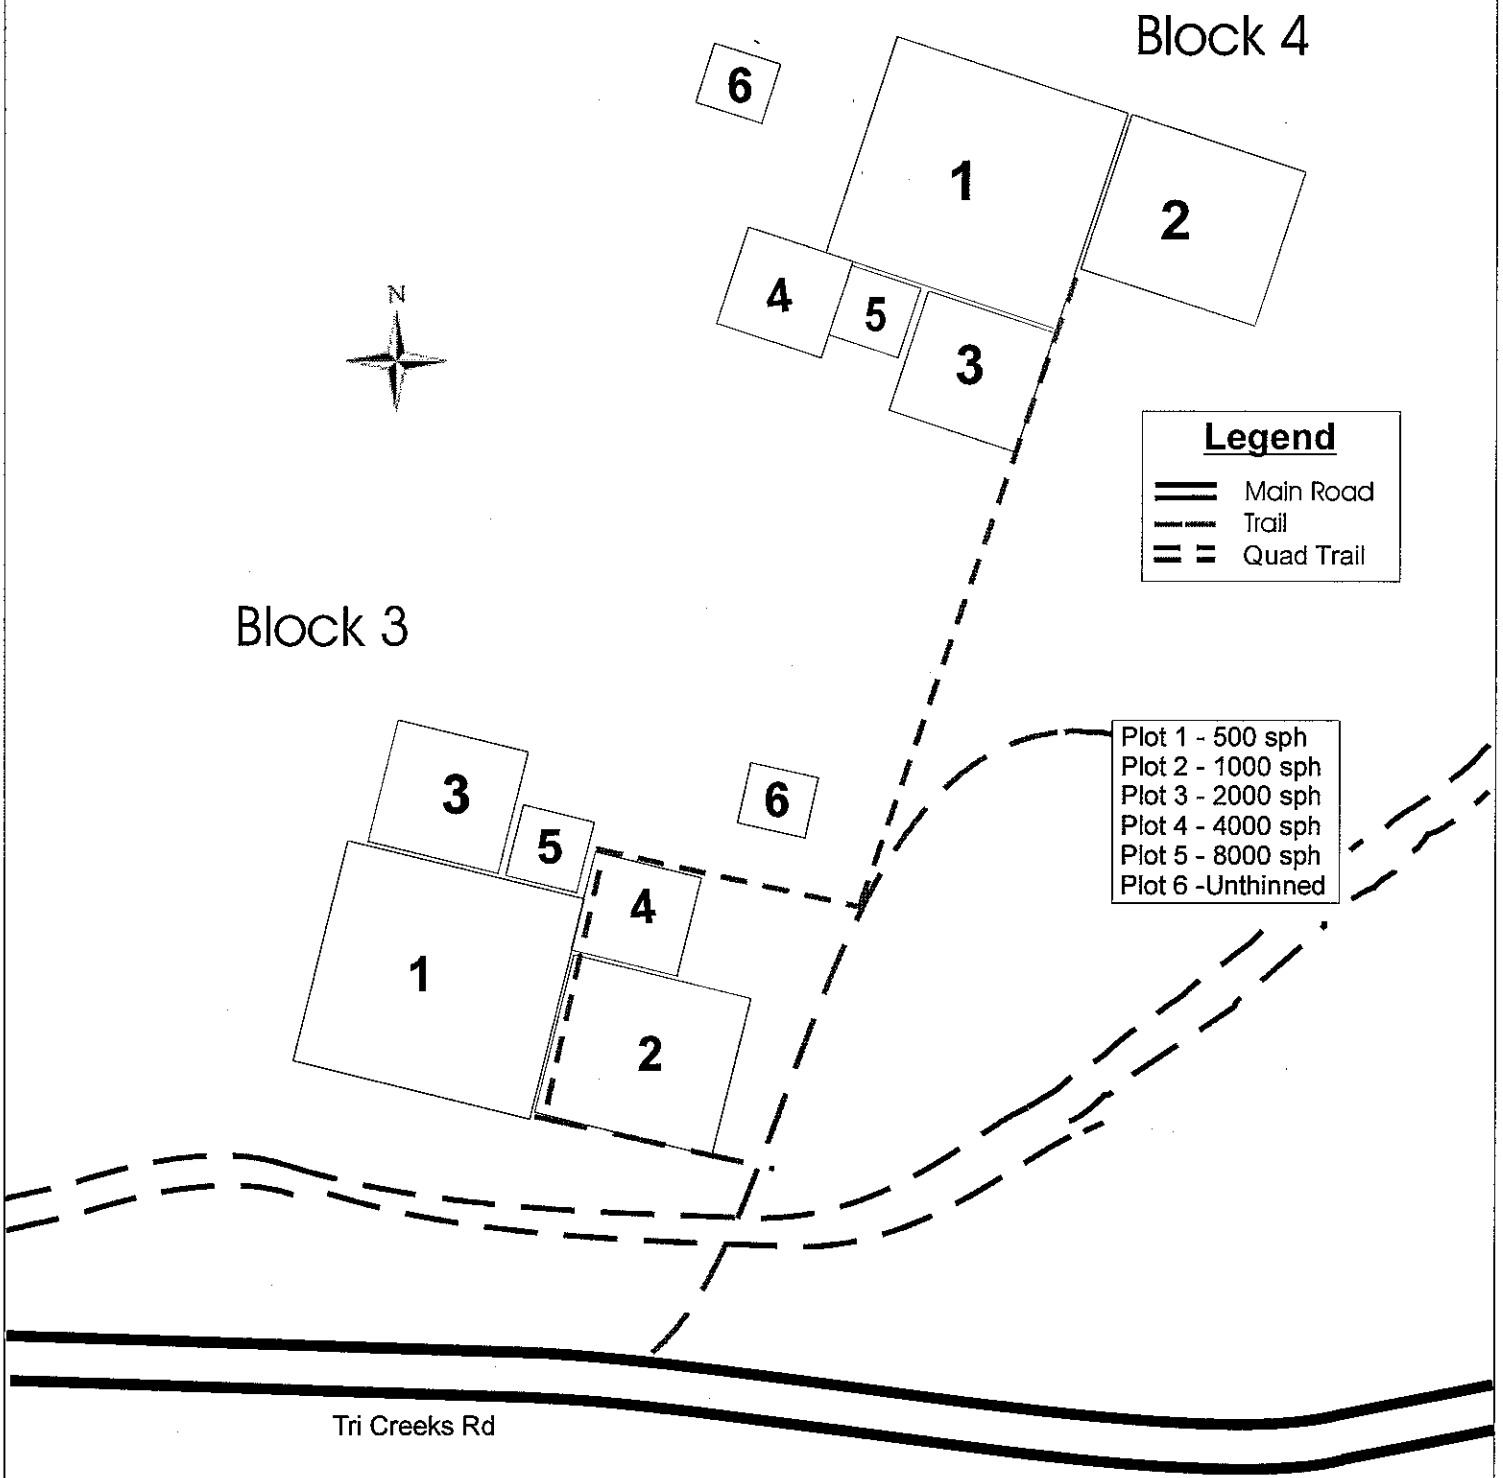 Block 4
6
1
2
4
5
3
N
Legend
Main Road
Trail
Quad Trail
Block 3
3
5
6
4
1
2
Plot 1 - 500 sph
Plot 2 - 1000 sph
Plot 3 - 2000 sph
Plot 4 - 4000 sph
Plot 5 - 8000 sph
Plot 6 -Unthinned
Tri Creeks Rd